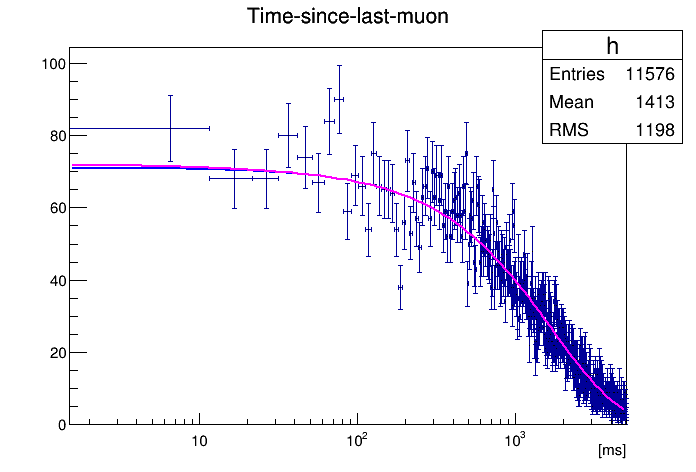 Time-since-last-muon
h
Entries 11576
Mean 1413
RMS 1198
100
80
60
40
20
0
10 10² 10³
[ms]